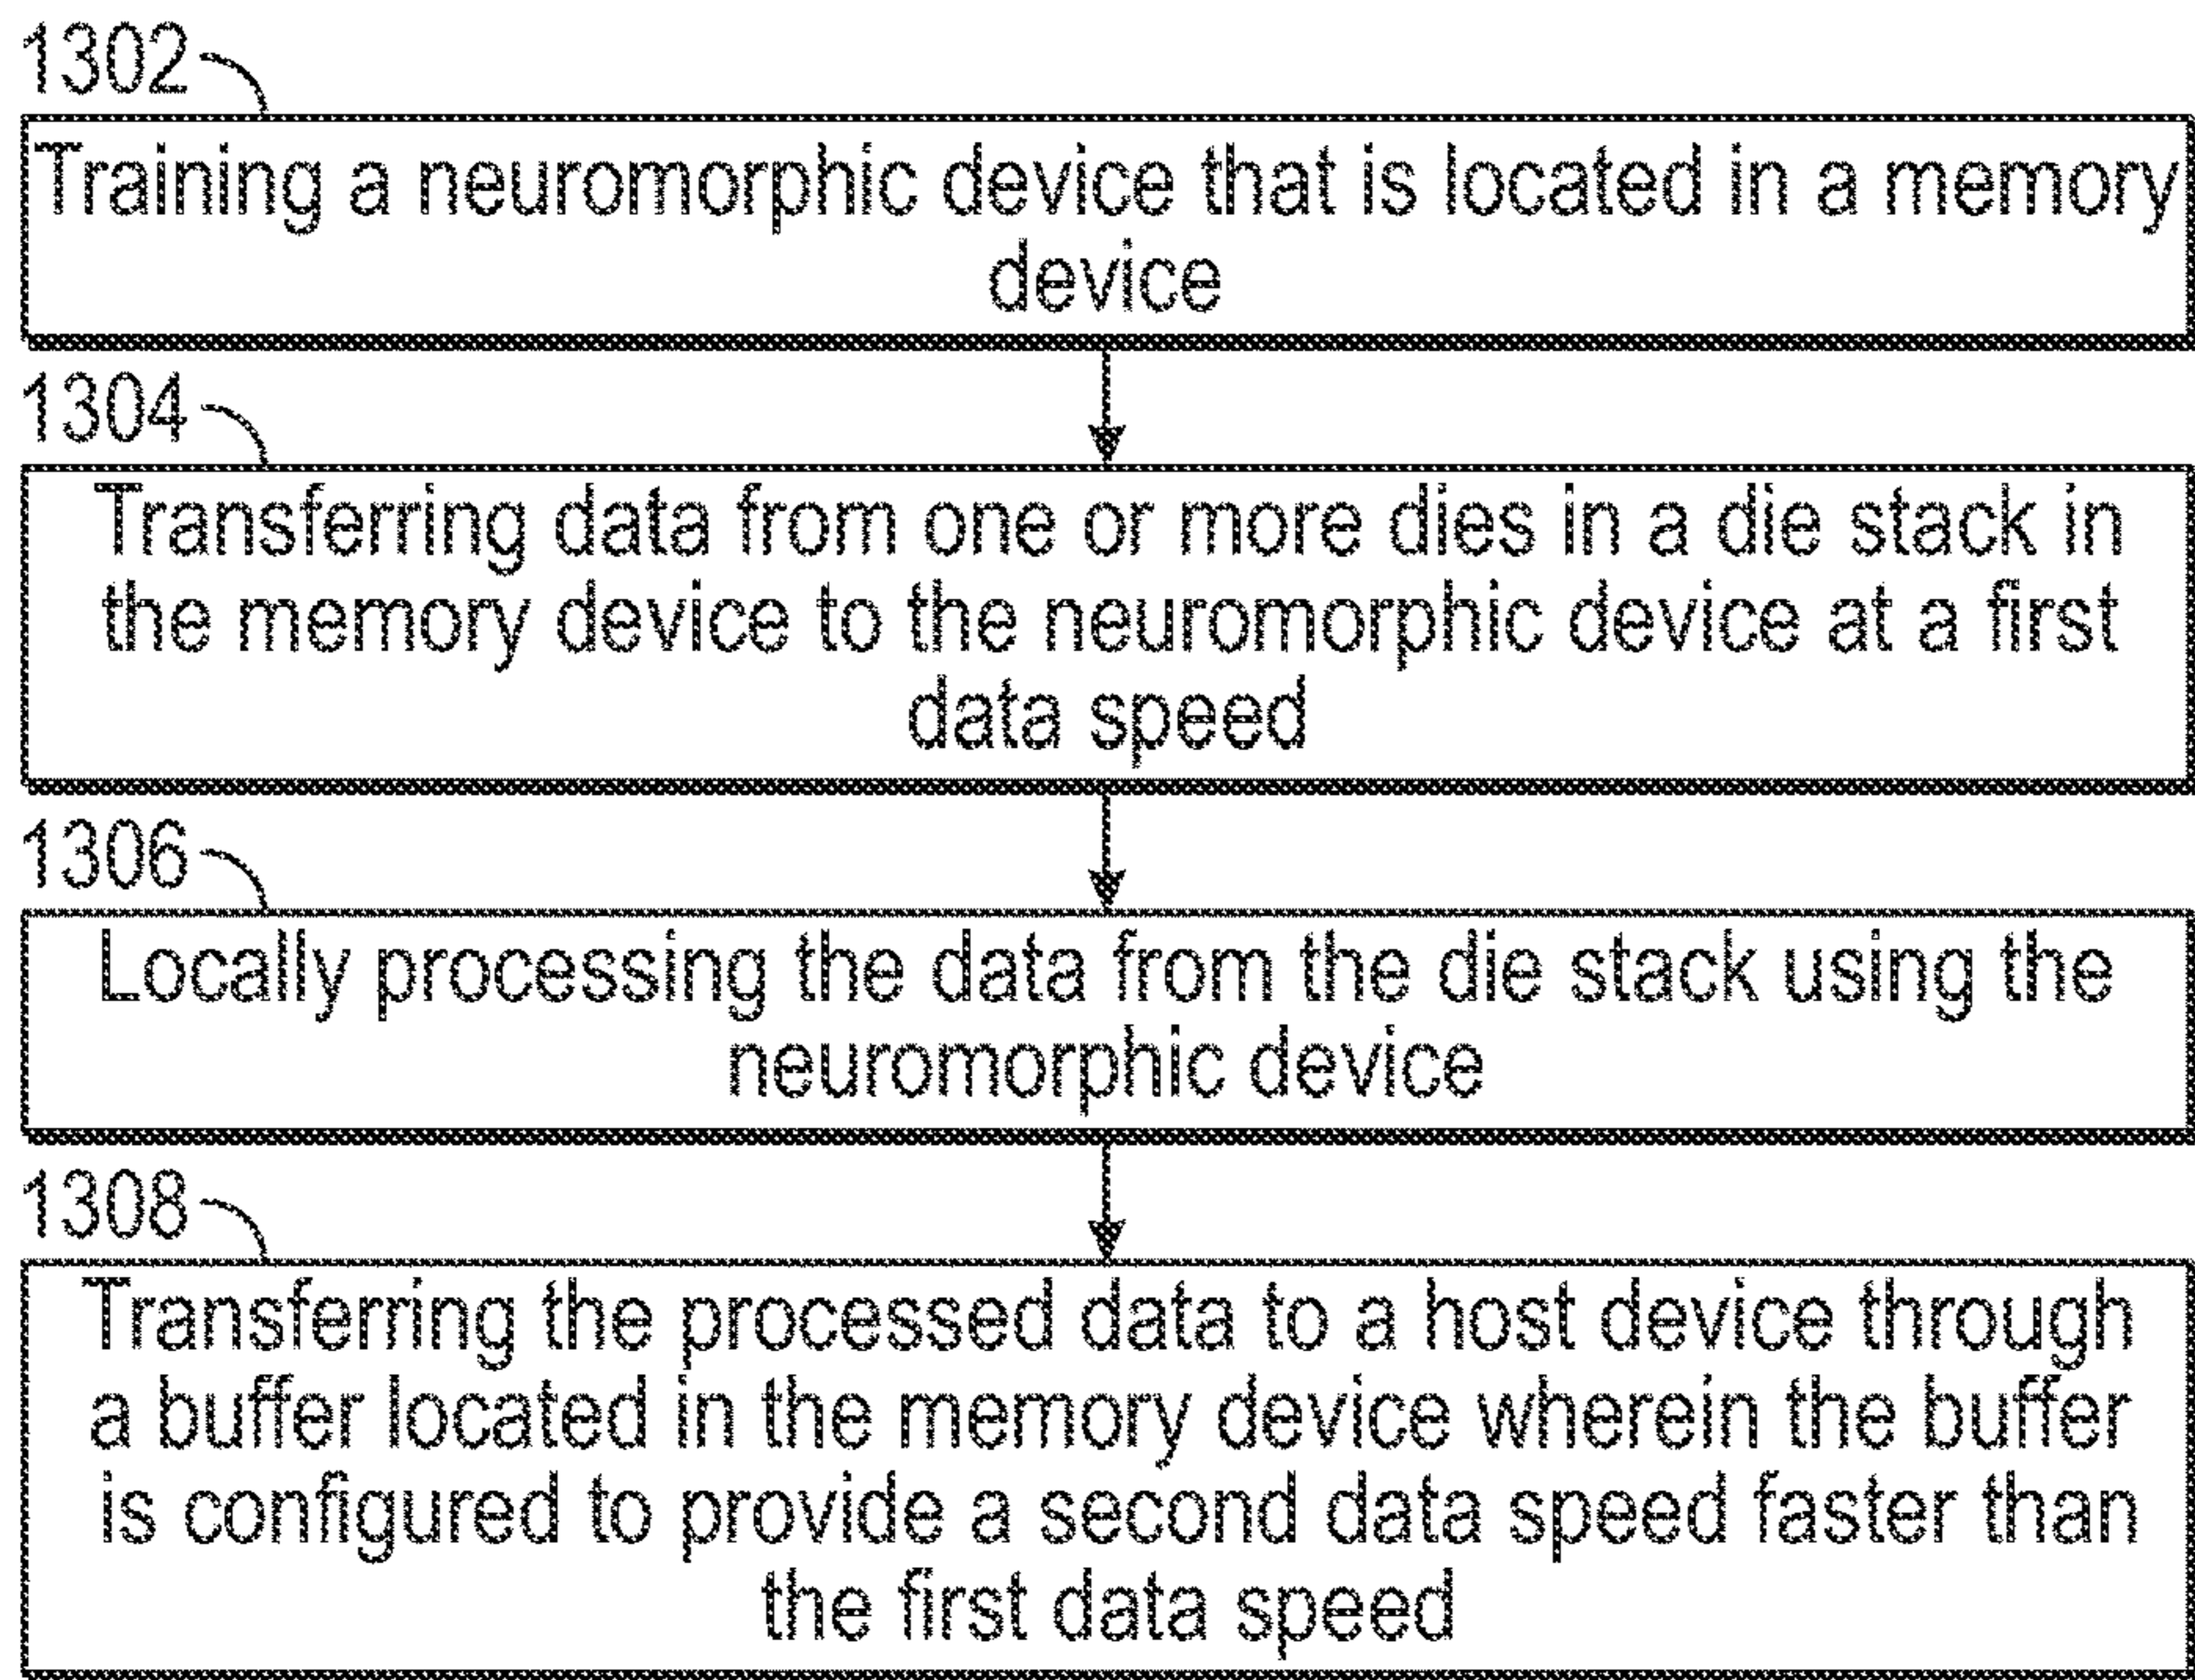 1302
Training a neuromorphic device that is located in a memory
device
1304
Transferring data from one or more dies in a die stack in
the memory device to the neuromorphic device at a first
data speed
1306
Locally processing the data from the die stack using the
neuromorphic device
1308
Transferring the processed data to a host device through
a buffer located in the memory device wherein the buffer
is configured to provide a second data speed faster than
the first data speed